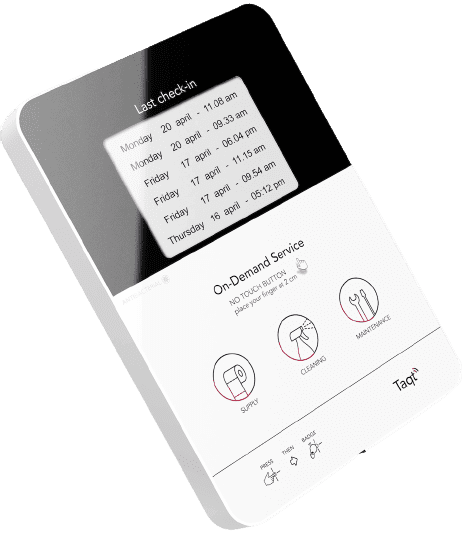 Last check-in
Monday 20 april - 11.08 am
Monday 20 april - 09.33 am
Friday 17 april - 06.04 pm
Friday 17 april - 11.15 am
Friday 17 april - 09.54 am
Thursday 16 april - 05:12 pm
On-Demand Service
NO TOUCH BUTTON
place your finger at 2 cm
SUPPLY
CLEANING
MAINTENANCE
Taqt
PRESS THEN BADGE